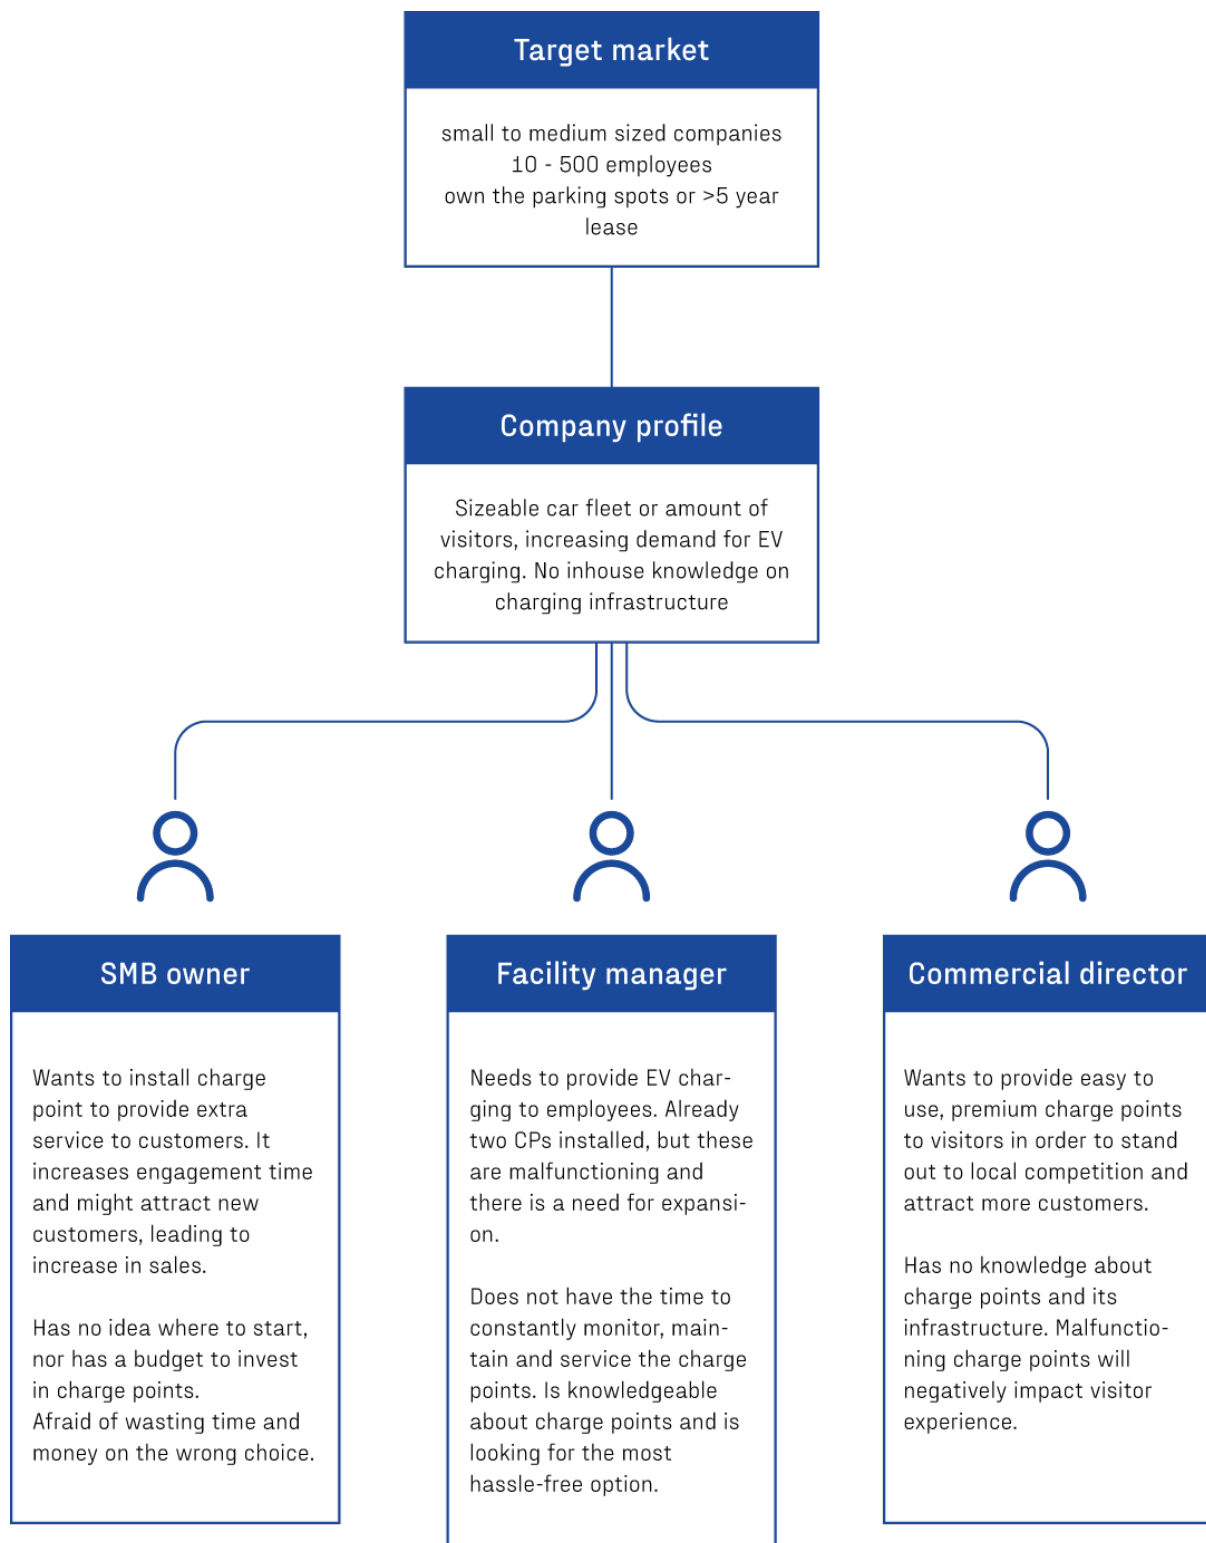 Target market
small to medium sized companies
10 - 500 employees
own the parking spots or >5 year
lease
Company profile
Sizeable car fleet or amount of
visitors, increasing demand for EV
charging. No inhouse knowledge on
charging infrastructure
SMB owner
Wants to install charge
point to provide extra
service to customers. It
increases engagement time
and might attract new
customers, leading to
increase in sales.
Has no idea where to start,
nor has a budget to invest
in charge points.
Afraid of wasting time and
money on the wrong choice.
Facility manager
Needs to provide EV char-
ging to employees. Already
two CPs installed, but these
are malfunctioning and
there is a need for expansi-
on.
Does not have the time to
constantly monitor, main-
tain and service the charge
points. Is knowledgeable
about charge points and is
looking for the most
hassle-free option.
Commercial director
Wants to provide easy to
use, premium charge points
to visitors in order to stand
out to local competition and
attract more customers.
Has no knowledge about
charge points and its
infrastructure. Malfunctio-
ning charge points will
negatively impact visitor
experience.